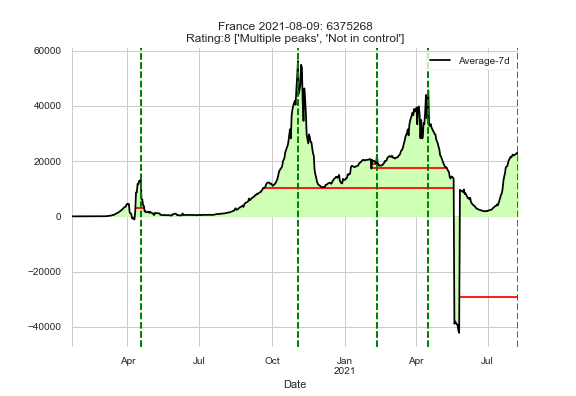 France 2021-08-09: 6375268
Rating:8 ['Multiple peaks', 'Not in control']
Average-7d
60000
40000
20000
0
−20000
−40000
Apr
Jul
Oct
Jan
2021
Apr
Jul
Date